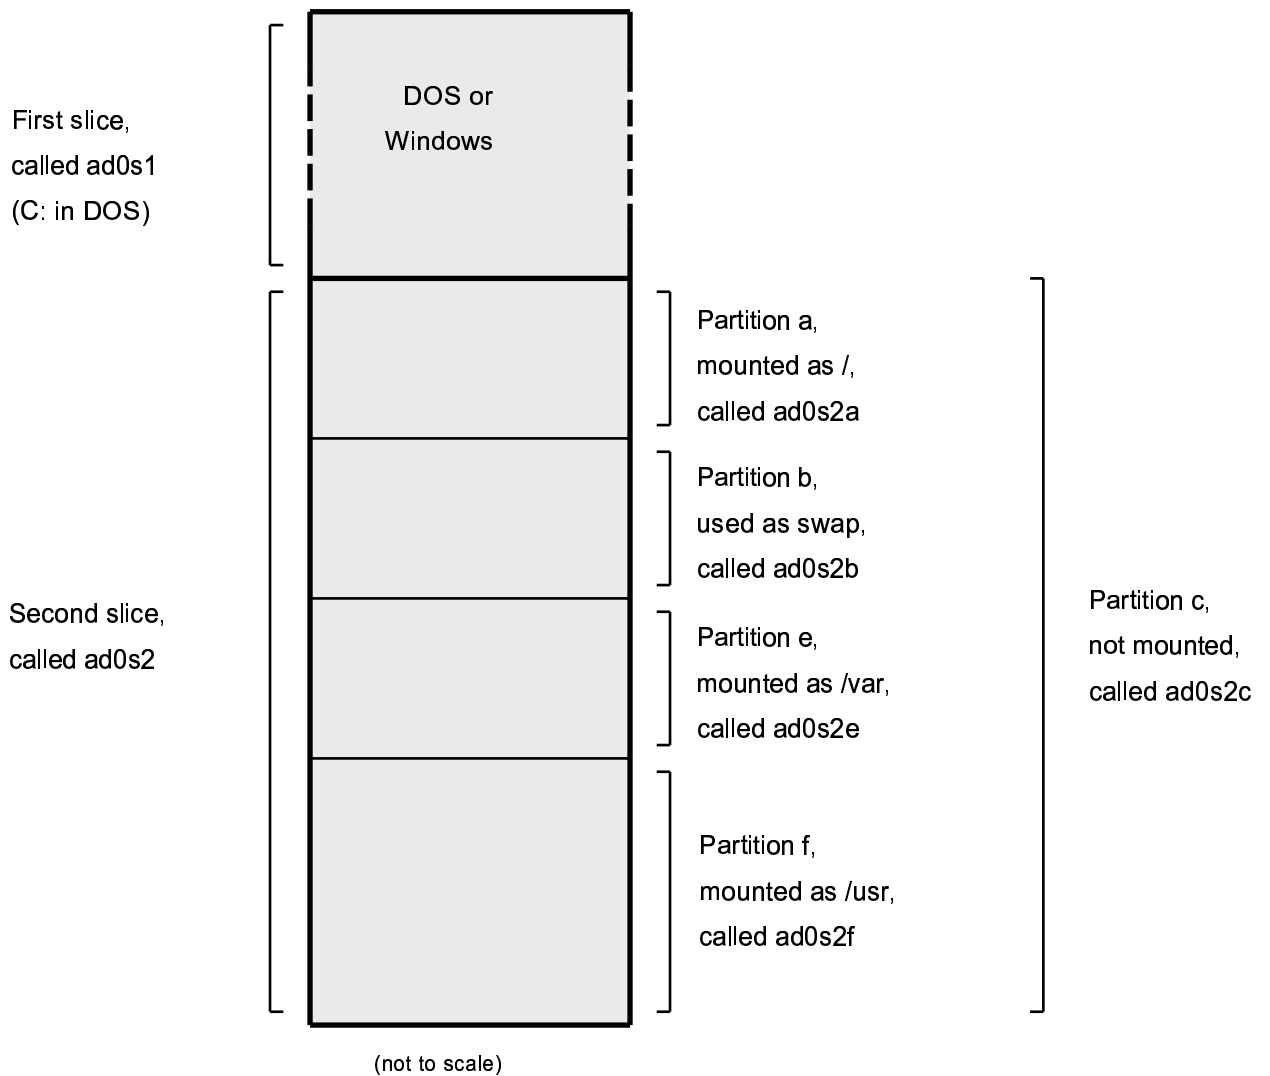 DOS or
Windows
First slice,
called ad0s1
(C: in DOS)
Partition a,
mounted as /,
called ad0s2a
Partition b,
used as swap,
called ad0s2b
Second slice,
called ad0s2
Partition e,
mounted as /var,
called ad0s2e
Partition c,
not mounted,
called ad0s2c
Partition f,
mounted as /usr,
called ad0s2f
(not to scale)